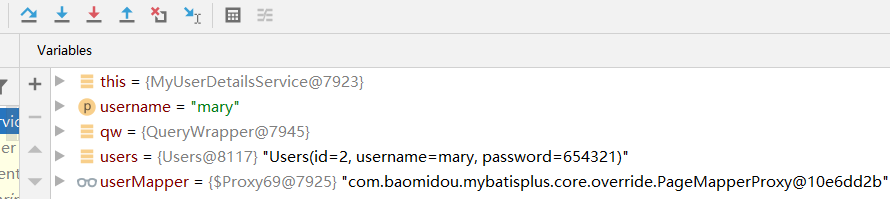 Variables
this = {MyUserDetailsService@7923}
p username = "mary"
qw = {QueryWrapper@7945}
users = {Users@8117} "Users(id=2, username=mary, password=654321)"
userMapper = {$Proxy69@7925} "com.baomidou.mybatisplus.core.override.PageMapperProxy@10e6dd2b"